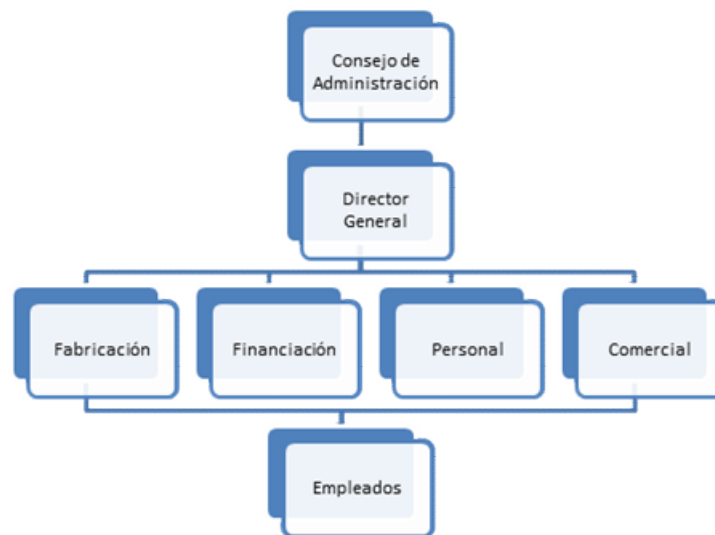 Consejo de
Administración
Director
General
Fabricación
Financiación
Personal
Comercial
Empleados